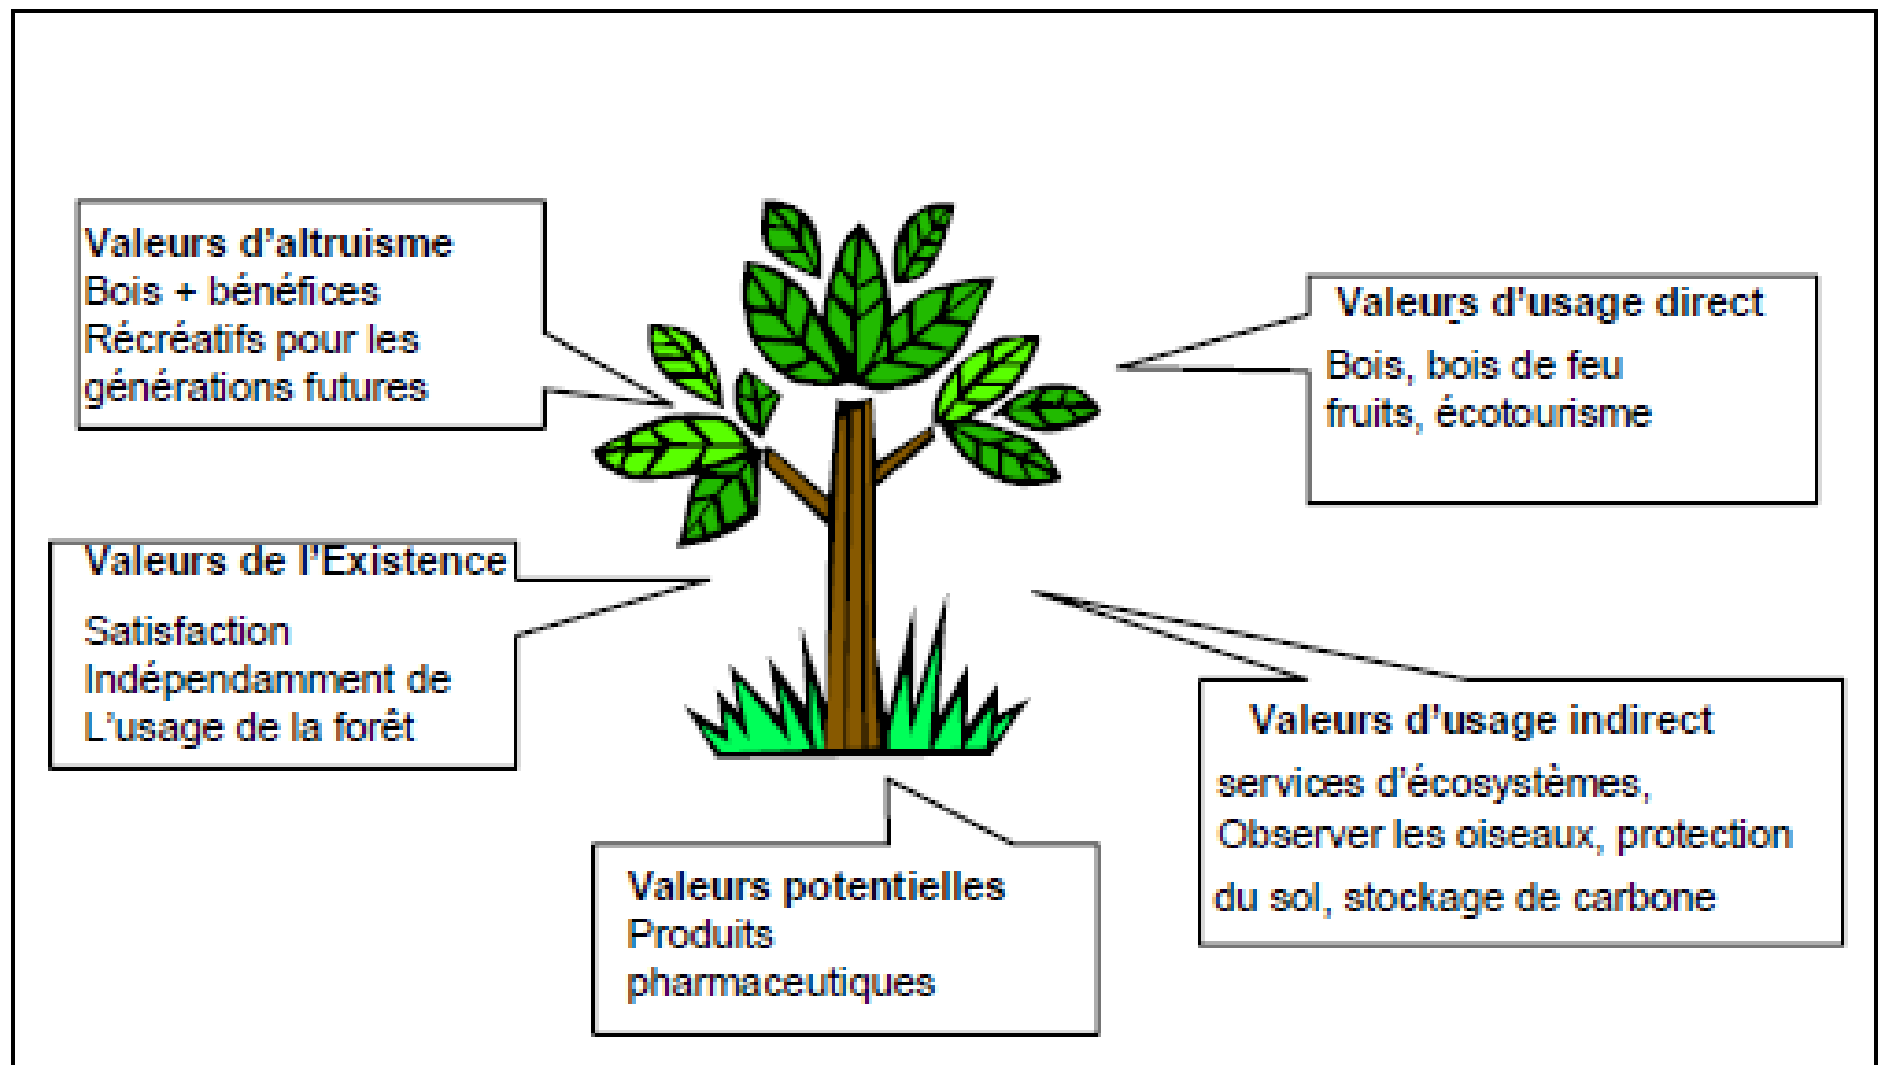 Valeurs d'altruisme
Bois + bénéfices
Récréatifs pour les
générations futures
Valeurs d'usage direct
Bois, bois de feu
fruits, écotourisme
Valeurs de l'Existence
Satisfaction
Indépendamment de
L'usage de la forêt
Valeurs d'usage indirect
services d'écosystèmes,
Observer les oiseaux, protection
du sol, stockage de carbone
Valeurs potentielles
Produits
pharmaceutiques